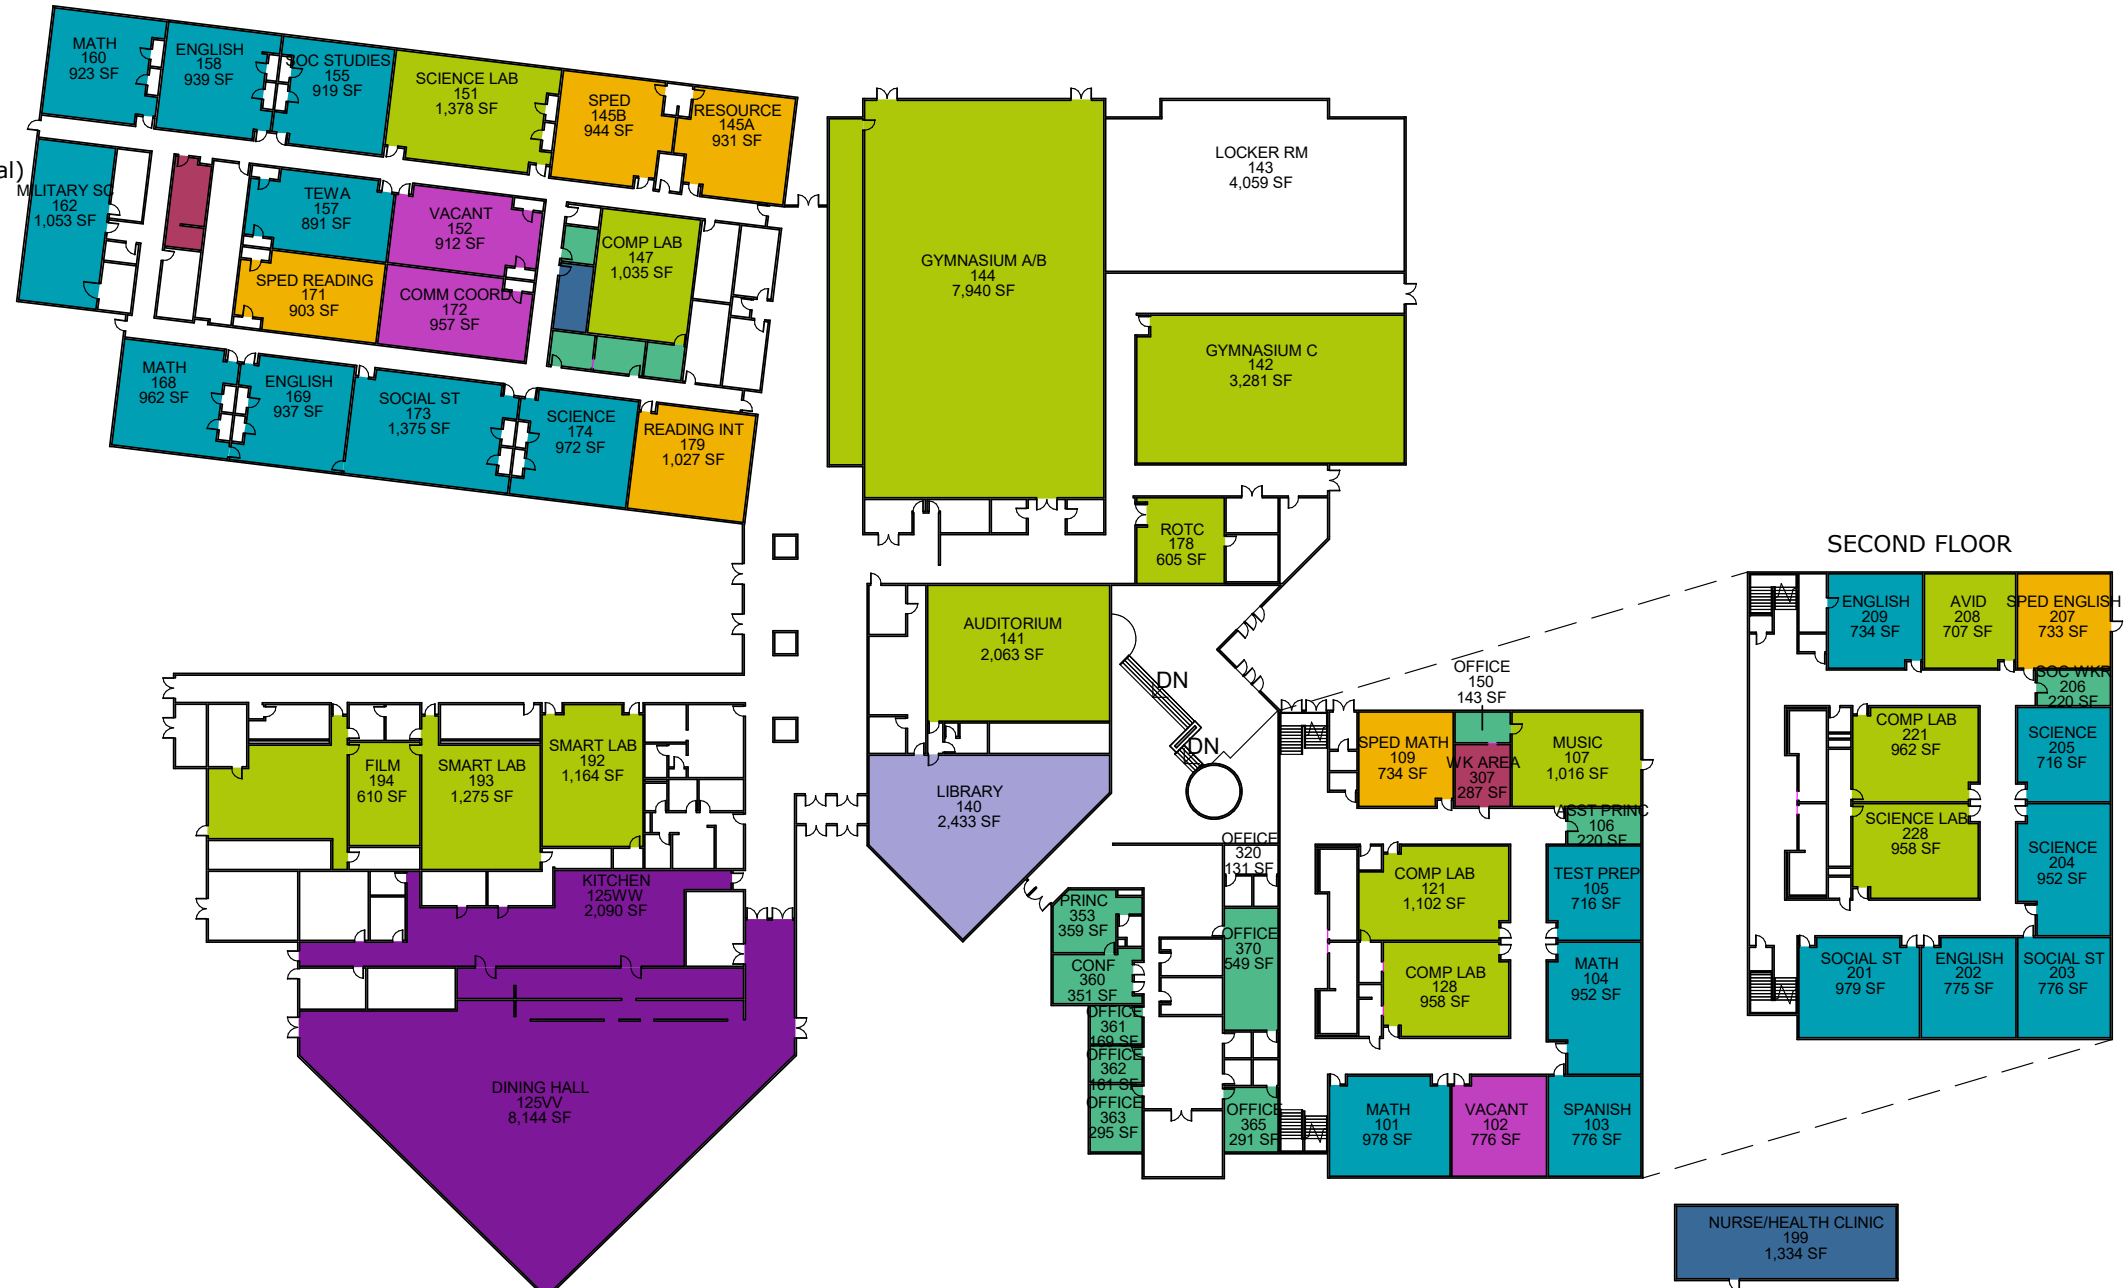 MATH
160
923 SF
ENGLISH
158
939 SF
SOC STUDIES
155
919 SF
SCIENCE LAB
151
1,378 SF
SPED
145B
944 SF
RESOURCE
145A
931 SF
al)
MILITARY SC
162
1,053 SF
TEWA
157
891 SF
VACANT
152
912 SF
COMP LAB
147
1,035 SF
SPED READING
171
903 SF
COMM COORD
172
957 SF
MATH
168
962 SF
ENGLISH
169
937 SF
SOCIAL ST
173
1,375 SF
SCIENCE
174
972 SF
READING INT
179
1,027 SF
GYMNASIUM A/B
144
7,940 SF
LOCKER RM
143
4,059 SF
GYMNASIUM C
142
3,281 SF
ROTC
178
605 SF
AUDITORIUM
141
2,063 SF
DN
DN
LIBRARY
140
2,433 SF
FILM
194
610 SF
SMART LAB
193
1,275 SF
SMART LAB
192
1,164 SF
KITCHEN
125WW
2,090 SF
DINING HALL
125VV
8,144 SF
PRINC
353
359 SF
CONF
360
351 SF
OFFICE
361
169 SF
OFFICE
362
161 SF
OFFICE
363
295 SF
OFFICE
320
131 SF
OFFICE
370
549 SF
OFFICE
365
291 SF
OFFICE
150
143 SF
SPED MATH
109
734 SF
WK AREA
307
287 SF
MUSIC
107
1,016 SF
ASST PRINC
106
220 SF
COMP LAB
121
1,102 SF
TEST PREP
105
716 SF
COMP LAB
128
958 SF
MATH
104
952 SF
MATH
101
978 SF
VACANT
102
776 SF
SPANISH
103
776 SF
SECOND FLOOR
ENGLISH
209
734 SF
AVID
208
707 SF
SPED ENGLISH
207
733 SF
SOC WKR
206
220 SF
COMP LAB
221
962 SF
SCIENCE
205
716 SF
SCIENCE LAB
228
958 SF
SCIENCE
204
952 SF
SOCIAL ST
201
979 SF
ENGLISH
202
775 SF
SOCIAL ST
203
776 SF
NURSE/HEALTH CLINIC
199
1,334 SF